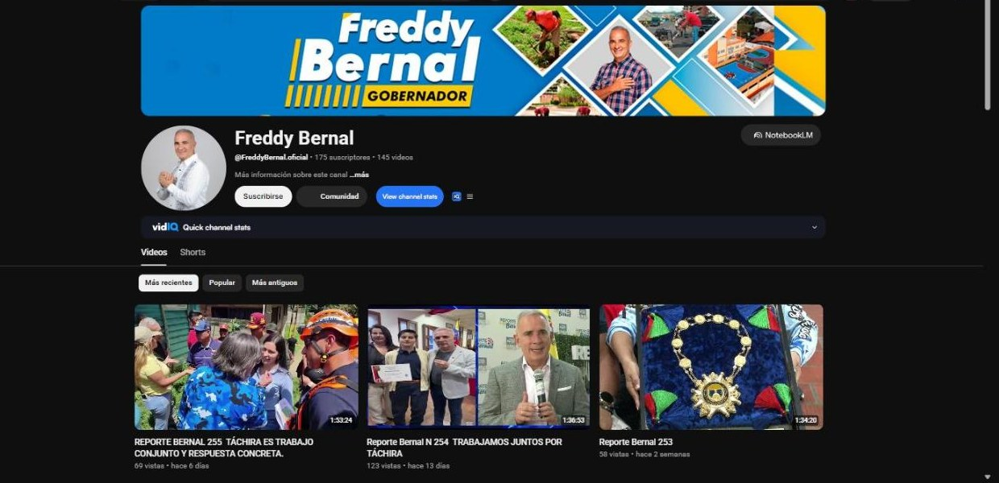 Freddy
Bernal
GOBERNADOR
Freddy Bernal
NotebookLM
@FreddyBernal.oficial • 175 suscriptores • 145 videos
Más información sobre este canal ...más
Suscribirse
Comunidad
View channel stats
vidIQ Quick channel stats
Videos
Shorts
Más recientes
Popular
Más antiguos
1:53:24
1:36:53
1:34:20
REPORTE BERNAL 255 TÁCHIRA ES TRABAJO
CONJUNTO Y RESPUESTA CONCRETA.
69 vistas • hace 6 días
Reporte Bernal N 254 TRABAJAMOS JUNTOS POR
TÁCHIRA
123 vistas • hace 13 días
Reporte Bernal 253
58 vistas • hace 2 semanas